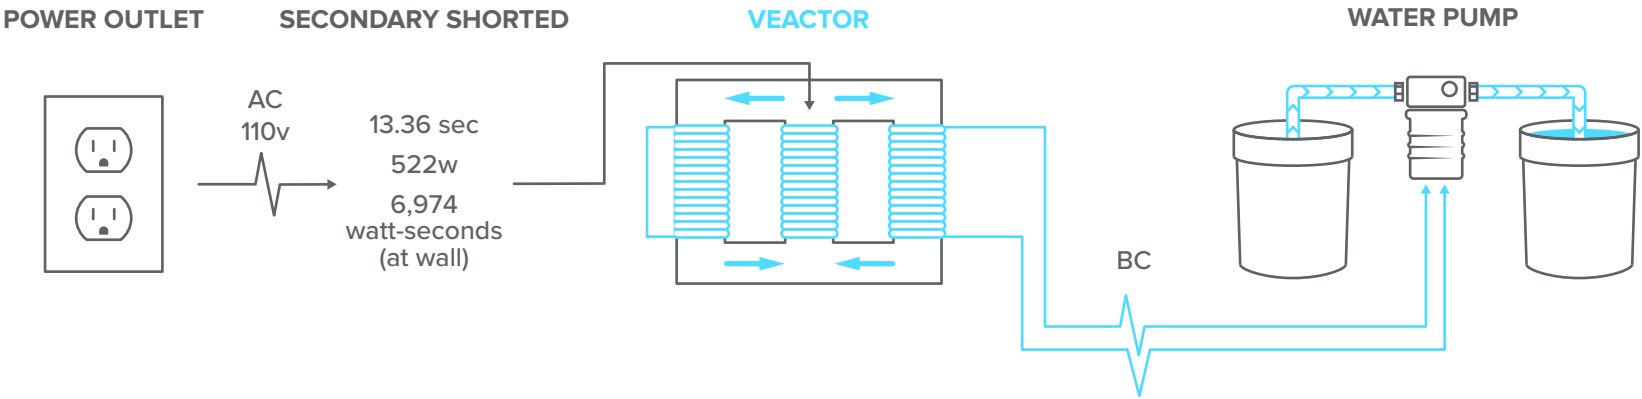 POWER OUTLET
SECONDARY SHORTED
VEACTOR
WATER PUMP
AC
110v
13.36 sec
522w
6,974
watt-seconds
(at wall)
BC